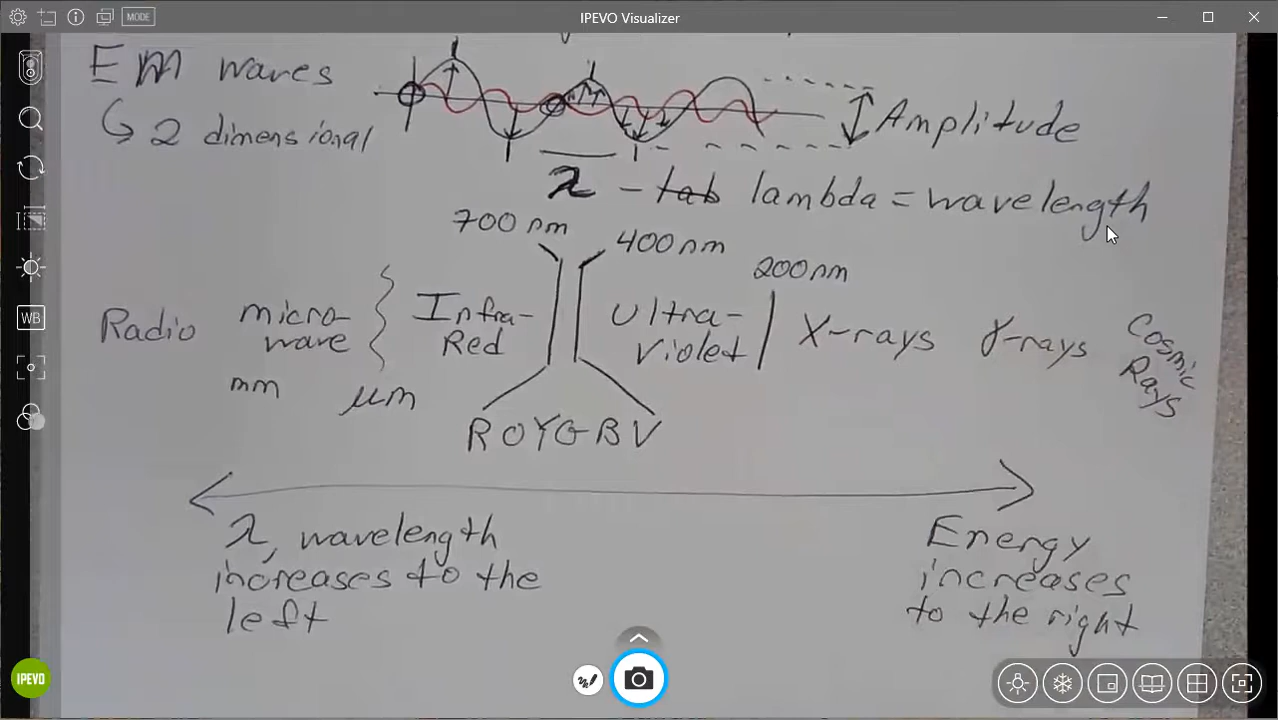 MODE
IPEVO Visualizer
EM waves
2 dimensional
Amplitude
λ - tab lambda = wavelength
700 nm
400 nm
200 nm
Radio
micro-
wave
Infra-
Red
Ultra-
violet
X-rays
γ-rays
Cosmic
Rays
mm
μm
ROYGBV
λ, wavelength
increases to the
left
Energy
increases
to the right
WB
IPEVO